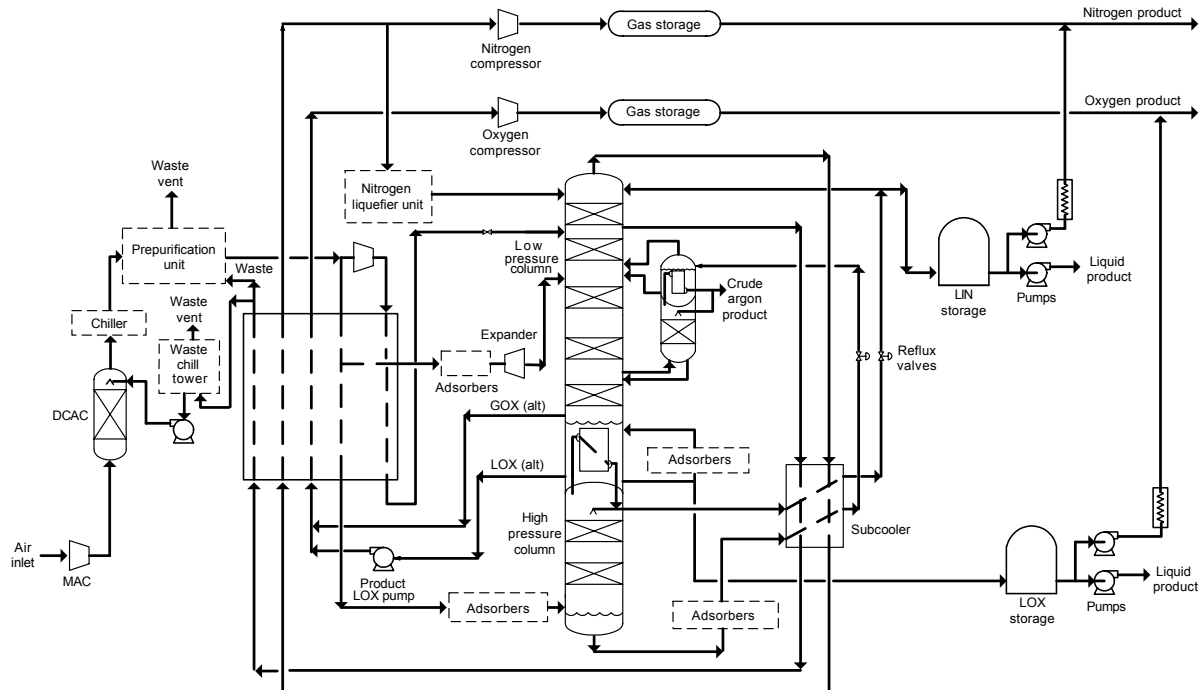 Nitrogen product
Gas storage
Nitrogen
compressor
Oxygen product
Gas storage
Oxygen
compressor
Waste
vent
Nitrogen
liquefier unit
Prepurification
unit
Waste
Low
pressure
column
Crude
argon
product
LIN
storage
Pumps
Liquid
product
Waste
vent
Chiller
Waste
chill
tower
Expander
Adsorbers
Reflux
valves
DCAC
GOX (alt)
Adsorbers
LOX (alt)
Subcooler
High
pressure
column
Air
inlet
MAC
Product
LOX pump
Adsorbers
Adsorbers
LOX
storage
Pumps
Liquid
product